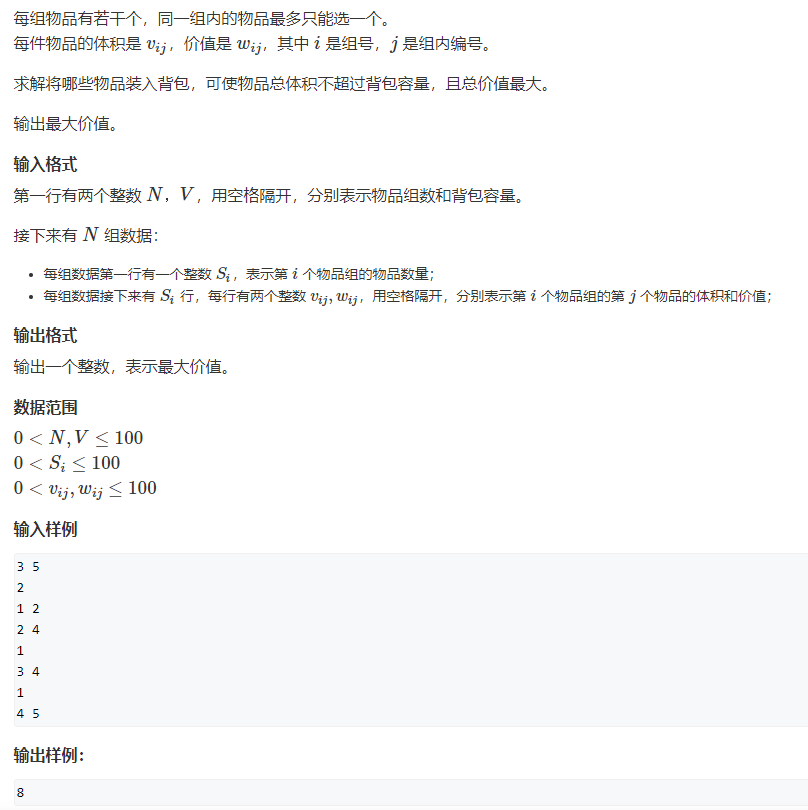 每组物品有若干个，同一组内的物品最多只能选一个。
每件物品的体积是 v_{ij}，价值是 w_{ij}，其中 i 是组号，j 是组内编号。
求解将哪些物品装入背包，可使物品总体积不超过背包容量，且总价值最大。
输出最大价值。
输入格式
第一行有两个整数 N，V，用空格隔开，分别表示物品组数和背包容量。
接下来有 N 组数据：
• 每组数据第一行有一个整数 S_i，表示第 i 个物品组的物品数量；
• 每组数据接下来有 S_i 行，每行有两个整数 v_{ij}, w_{ij}，用空格隔开，分别表示第 i 个物品组的第 j 个物品的体积和价值；
输出格式
输出一个整数，表示最大价值。
数据范围
0 < N, V ≤ 100
0 < S_i ≤ 100
0 < v_{ij}, w_{ij} ≤ 100
输入样例
3 5
2
1 2
2 4
1
3 4
1
4 5
输出样例：
8